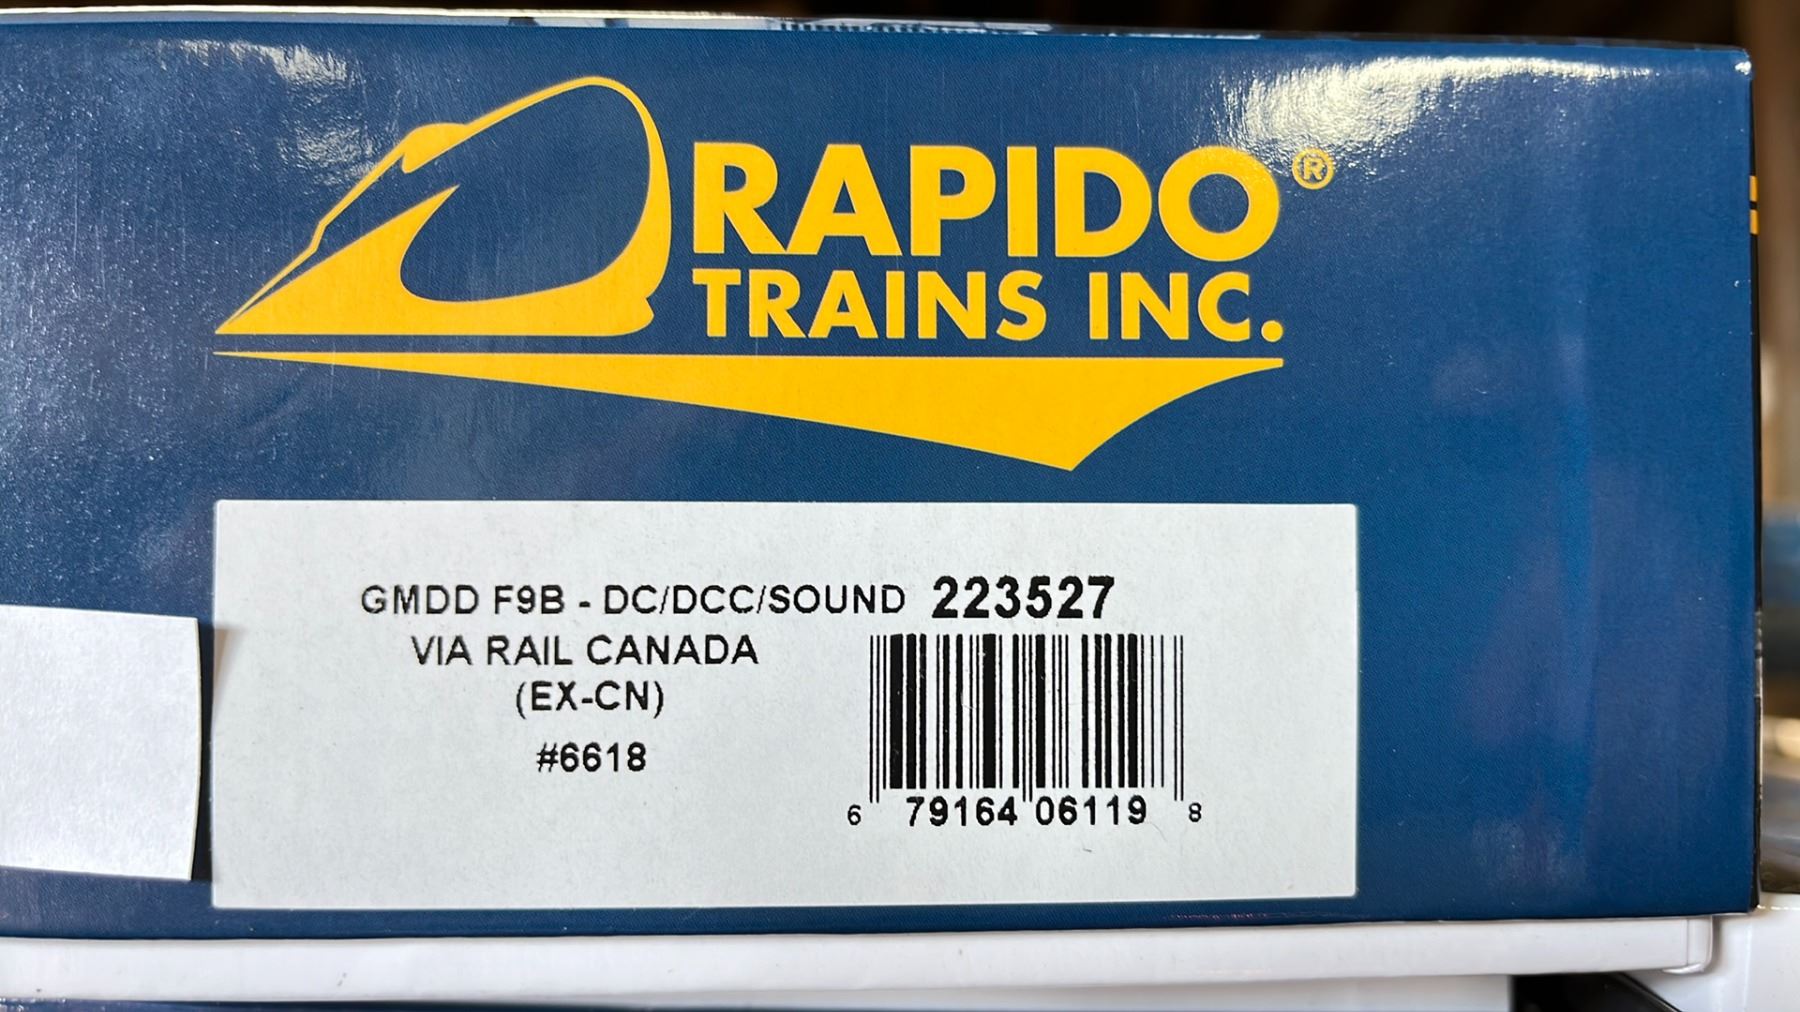 RAPIDO®
TRAINS INC.
GMDD F9B - DC/DCC/SOUND 223527
VIA RAIL CANADA
(EX-CN)
#6618
6 79164 06119 8